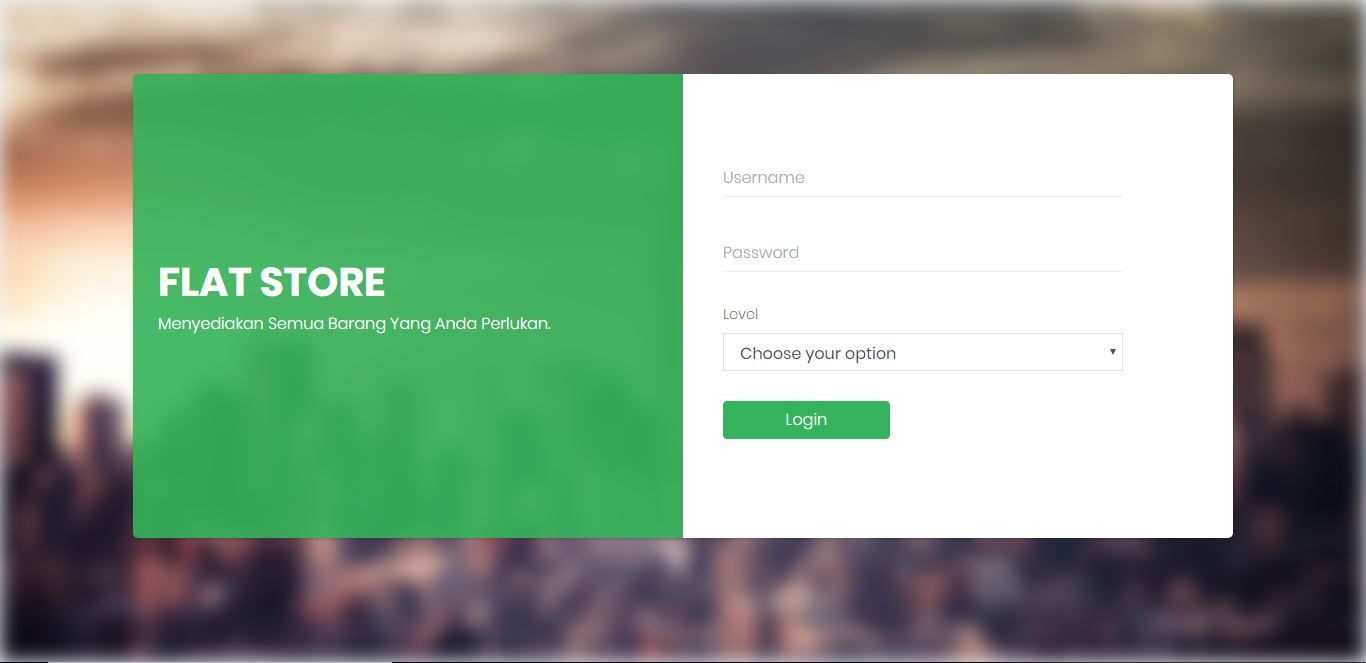 FLAT STORE
Menyediakan Semua Barang Yang Anda Perlukan.
Username
Password
Level
Choose your option
Login